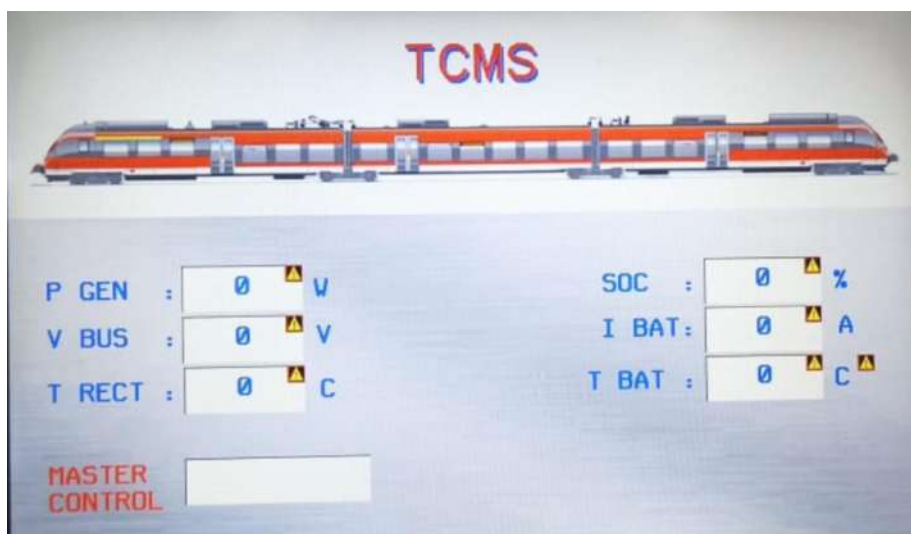 TCMS
P GEN : 0 W
V BUS : 0 V
T RECT : 0 C
SOC : 0 %
I BAT: 0 A
T BAT : 0 C
MASTER
CONTROL